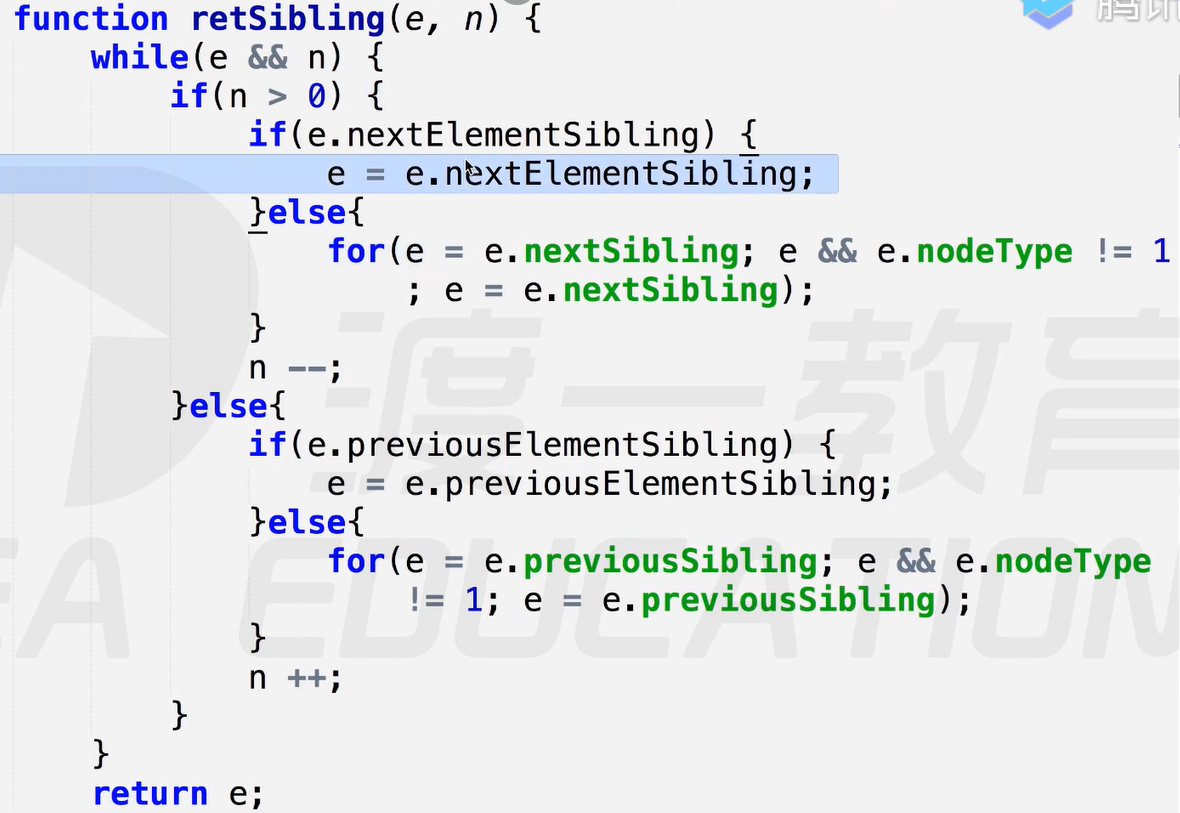 function retSibling(e, n) {
while(e && n) {
if(n > 0) {
if(e.nextElementSibling) {
e = e.nextElementSibling;
}else{
for(e = e.nextSibling; e && e.nodeType != 1
; e = e.nextSibling);
}
n --;
}else{
if(e.previousElementSibling) {
e = e.previousElementSibling;
}else{
for(e = e.previousSibling; e && e.nodeType
!= 1; e = e.previousSibling);
}
n ++;
}
}
return e;
腾讯
渡一教育
EDUCATION